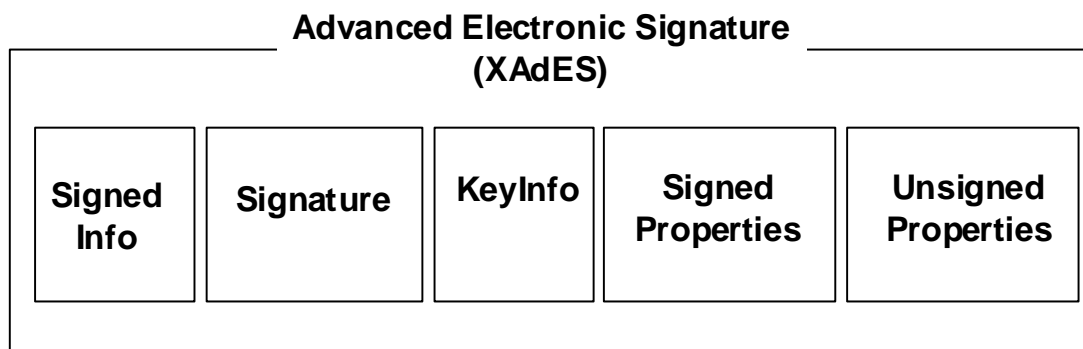 Advanced Electronic Signature
(XAdES)
Signed
Info
Signature
KeyInfo
Signed
Properties
Unsigned
Properties